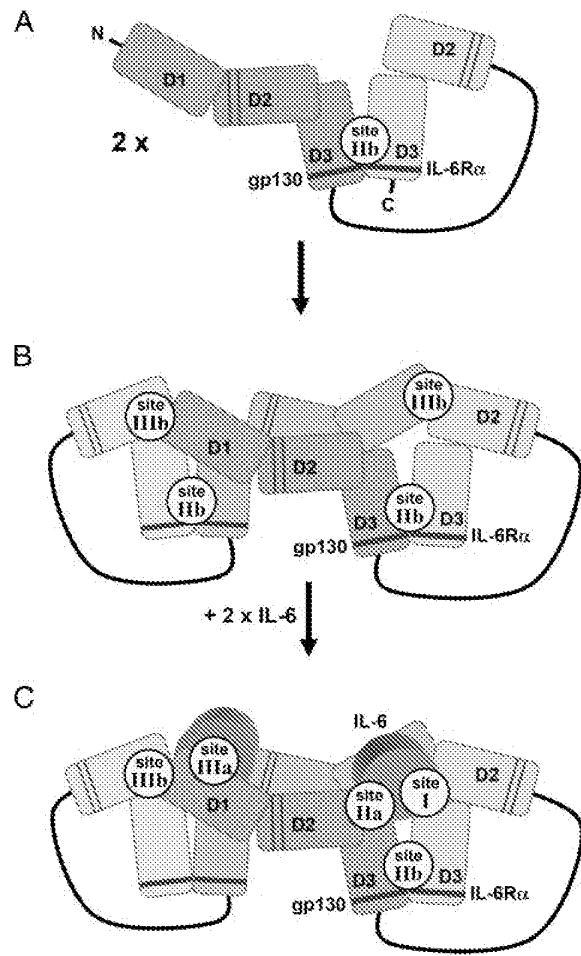 A
N
D1
D2
D2
2 x
site
IIb
D3
D3
gp130
IL-6Rα
C
B
site
IIIb
site
IIIb
D1
D2
D2
site
IIb
site
IIb
D3
D3
gp130
IL-6Rα
+ 2 x IL-6
C
IL-6
site
IIIb
site
IIIa
D1
D2
site
IIa
site
I
D2
site
IIb
D3
D3
gp130
IL-6Rα